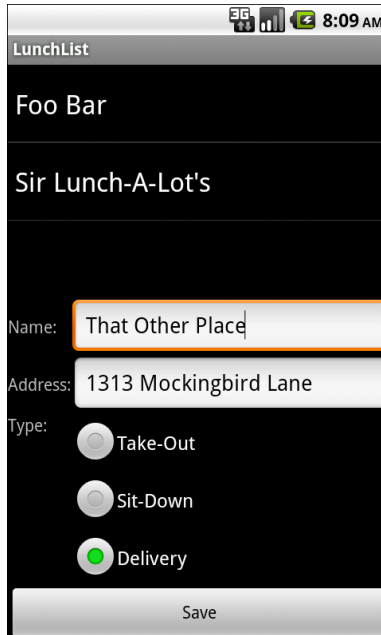 3G 8:09 AM
LunchList
Foo Bar
Sir Lunch-A-Lot's
Name: That Other Place
Address: 1313 Mockingbird Lane
Type:
Take-Out
Sit-Down
Delivery
Save